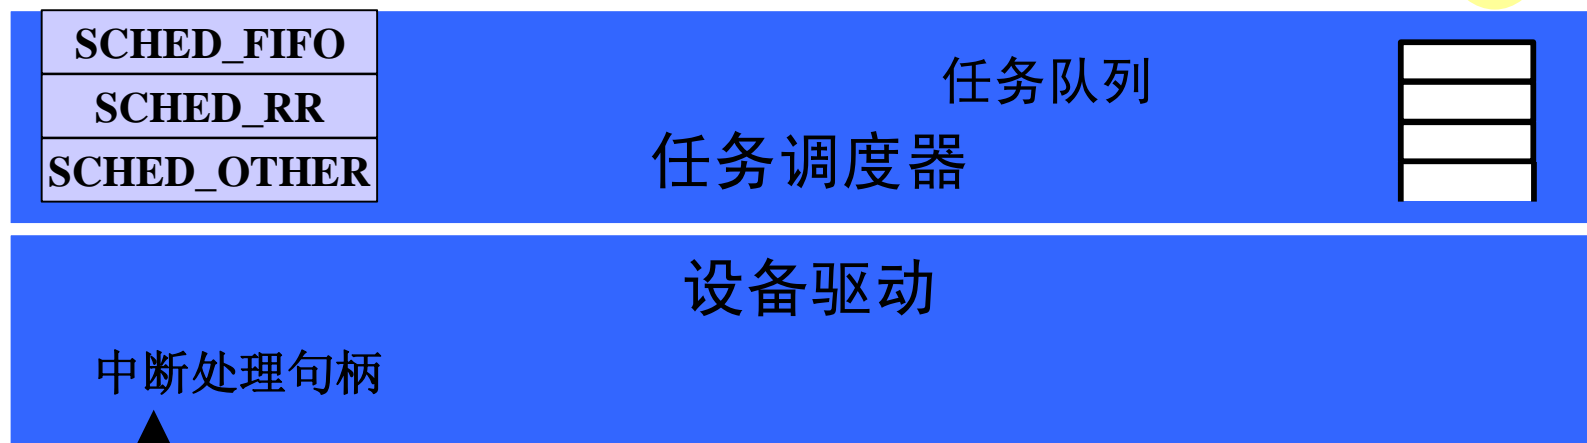 SCHED_FIFO
SCHED_RR
SCHED_OTHER
任务队列
任务调度器
设备驱动
中断处理句柄